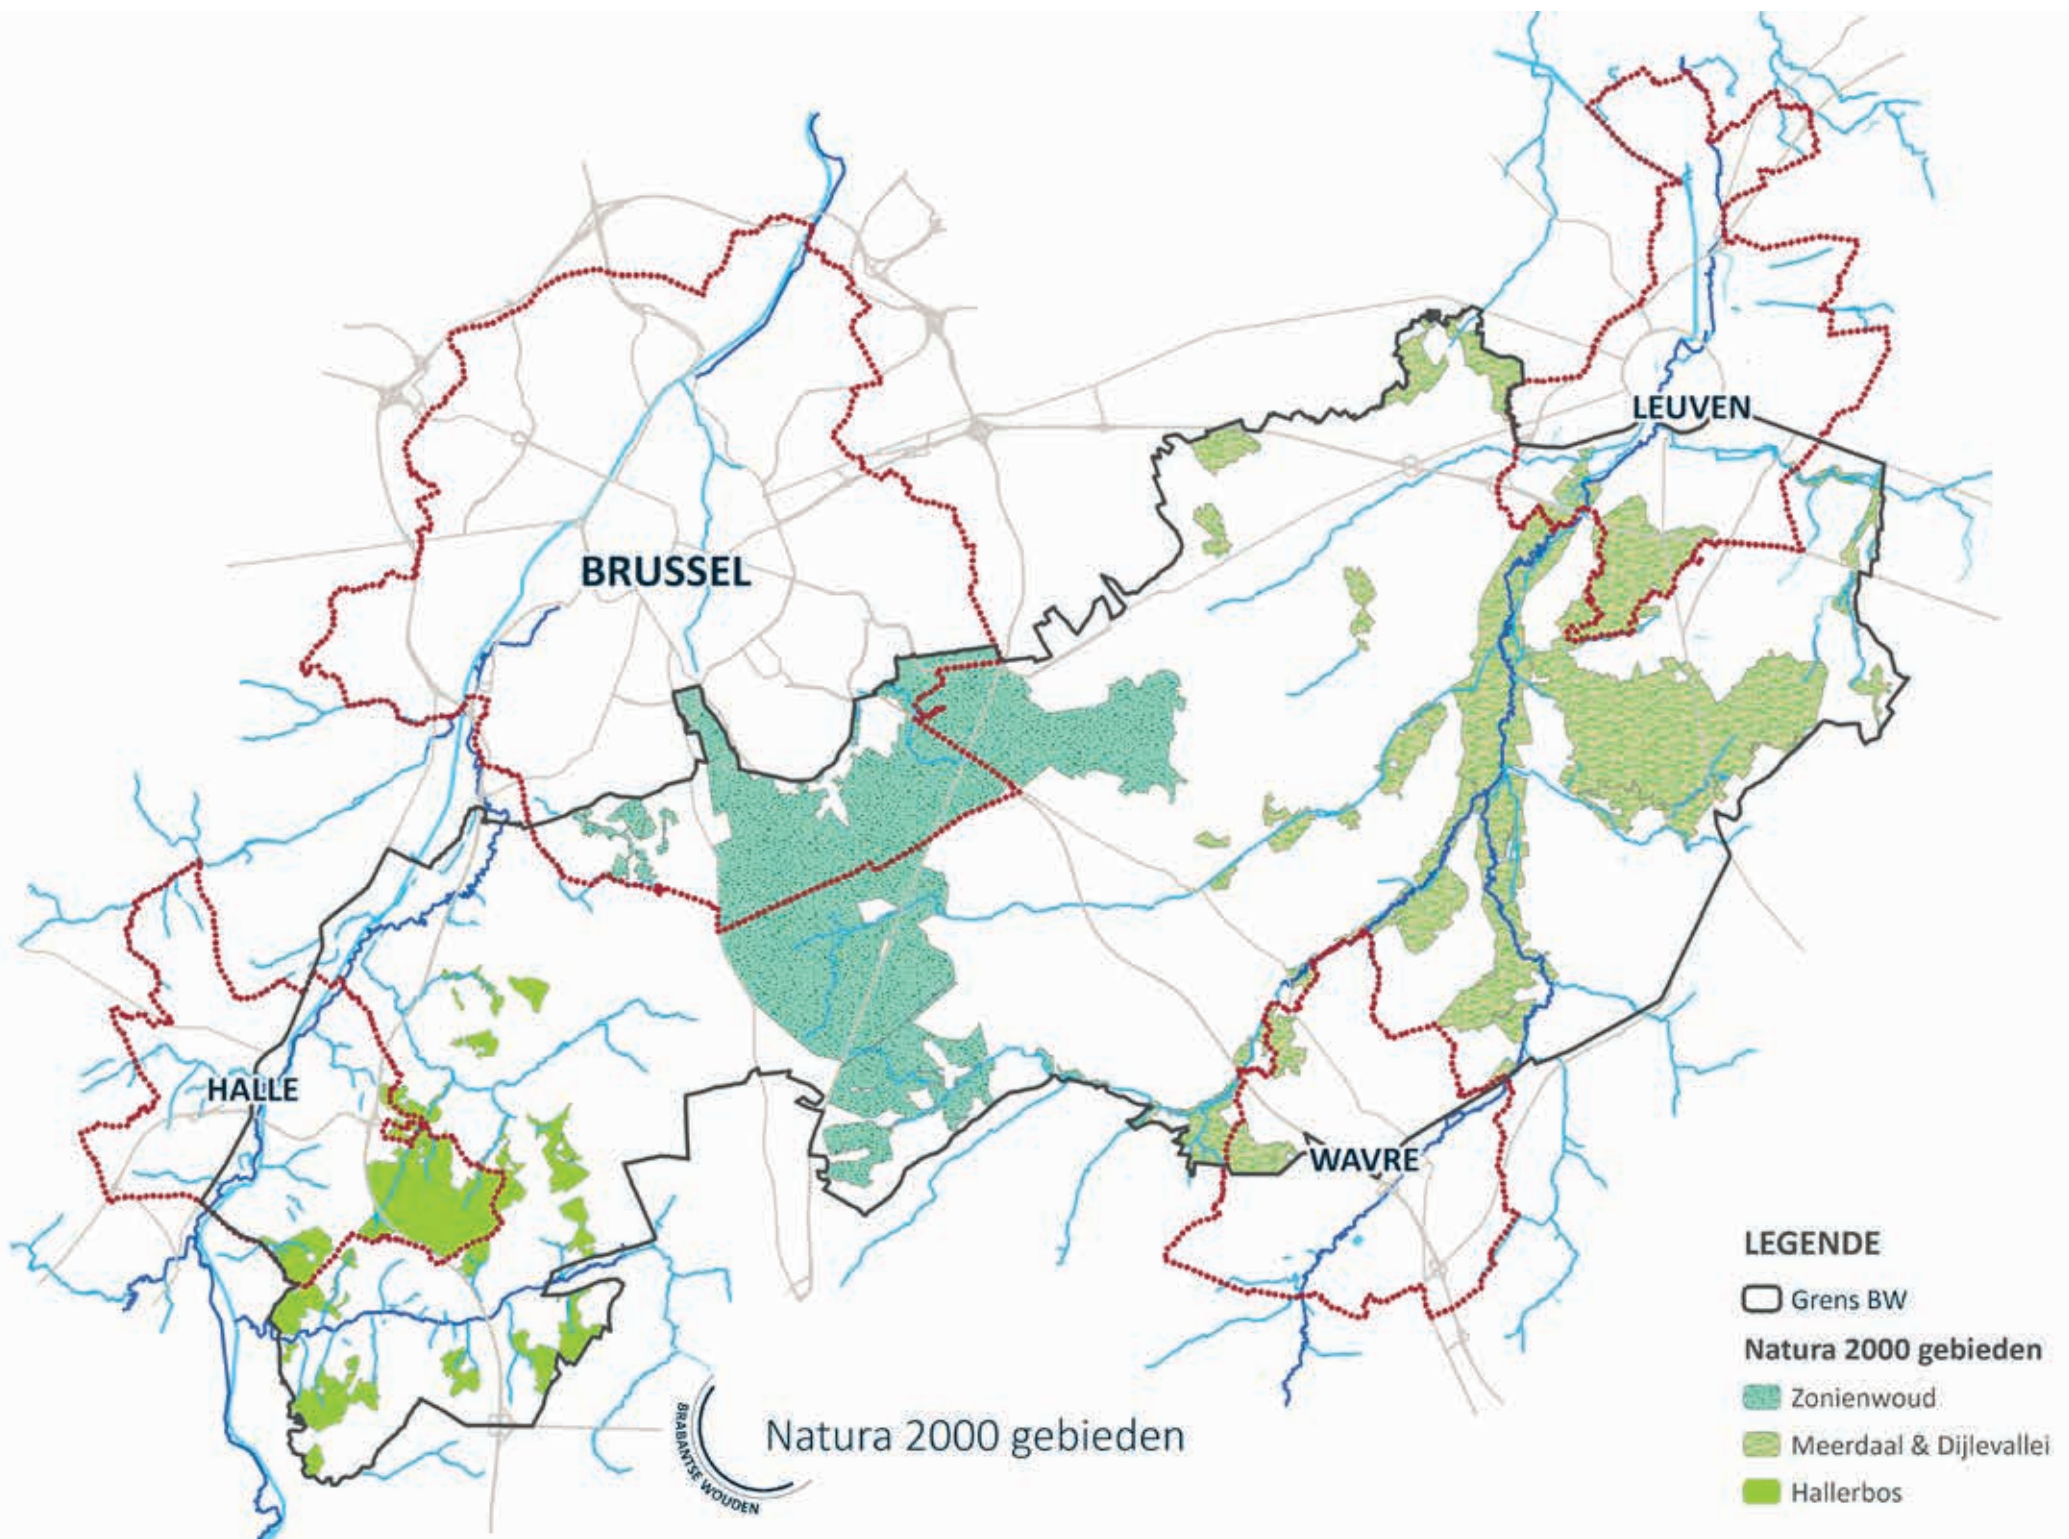 LEUVEN
BRUSSEL
HALLE
WAVRE
LEGENDE
Grens BW
Natura 2000 gebieden
Zonienwoud
Meerdaal & Dijlevallei
Hallerbos
BRABANTSE WOUDEN
Natura 2000 gebieden